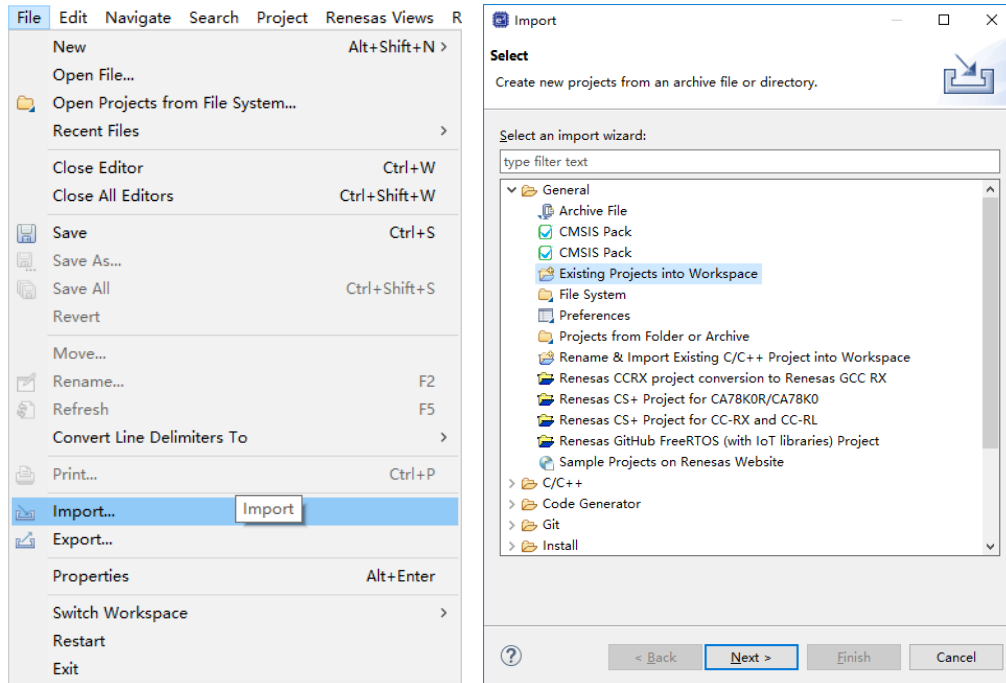 File Edit Navigate Search Project Renesas Views R
New Alt+Shift+N >
Open File...
Open Projects from File System...
Recent Files >
Close Editor Ctrl+W
Close All Editors Ctrl+Shift+W
Save Ctrl+S
Save As...
Save All Ctrl+Shift+S
Revert
Move...
Rename... F2
Refresh F5
Convert Line Delimiters To >
Print... Ctrl+P
Import... Import
Export...
Properties Alt+Enter
Switch Workspace >
Restart
Exit
Import
Select
Create new projects from an archive file or directory.
Select an import wizard:
type filter text
General
Archive File
CMSIS Pack
CMSIS Pack
Existing Projects into Workspace
File System
Preferences
Projects from Folder or Archive
Rename & Import Existing C/C++ Project into Workspace
Renesas CCRX project conversion to Renesas GCC RX
Renesas CS+ Project for CA78K0R/CA78K0
Renesas CS+ Project for CC-RX and CC-RL
Renesas GitHub FreeRTOS (with IoT libraries) Project
Sample Projects on Renesas Website
> C/C++
> Code Generator
> Git
> Install
? < Back Next > Finish Cancel